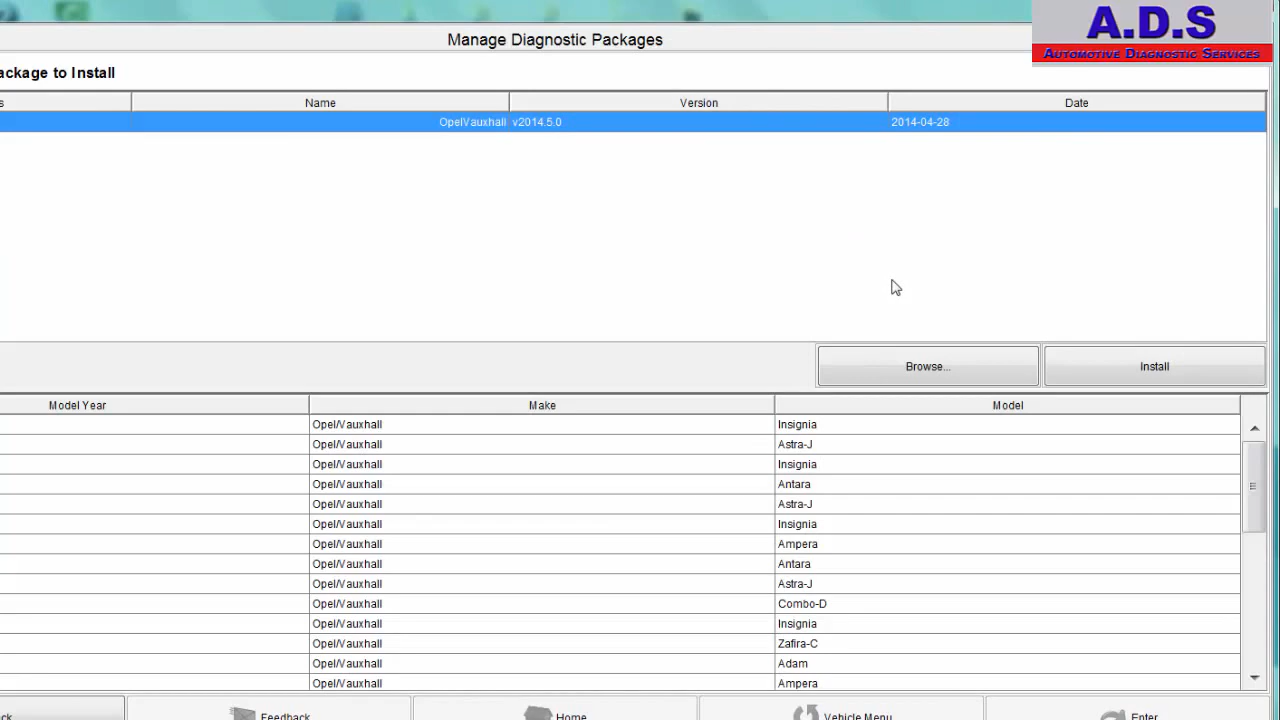 A.D.S
Automotive Diagnostic Services
Manage Diagnostic Packages
ackage to Install
s Name Version Date
OpelVauxhall v2014.5.0 2014-04-28
Browse... Install
Model Year Make Model
Opel/Vauxhall Insignia
Opel/Vauxhall Astra-J
Opel/Vauxhall Insignia
Opel/Vauxhall Antara
Opel/Vauxhall Astra-J
Opel/Vauxhall Insignia
Opel/Vauxhall Ampera
Opel/Vauxhall Antara
Opel/Vauxhall Astra-J
Opel/Vauxhall Combo-D
Opel/Vauxhall Insignia
Opel/Vauxhall Zafira-C
Opel/Vauxhall Adam
Opel/Vauxhall Ampera
ck Feedback Home Vehicle Menu Enter